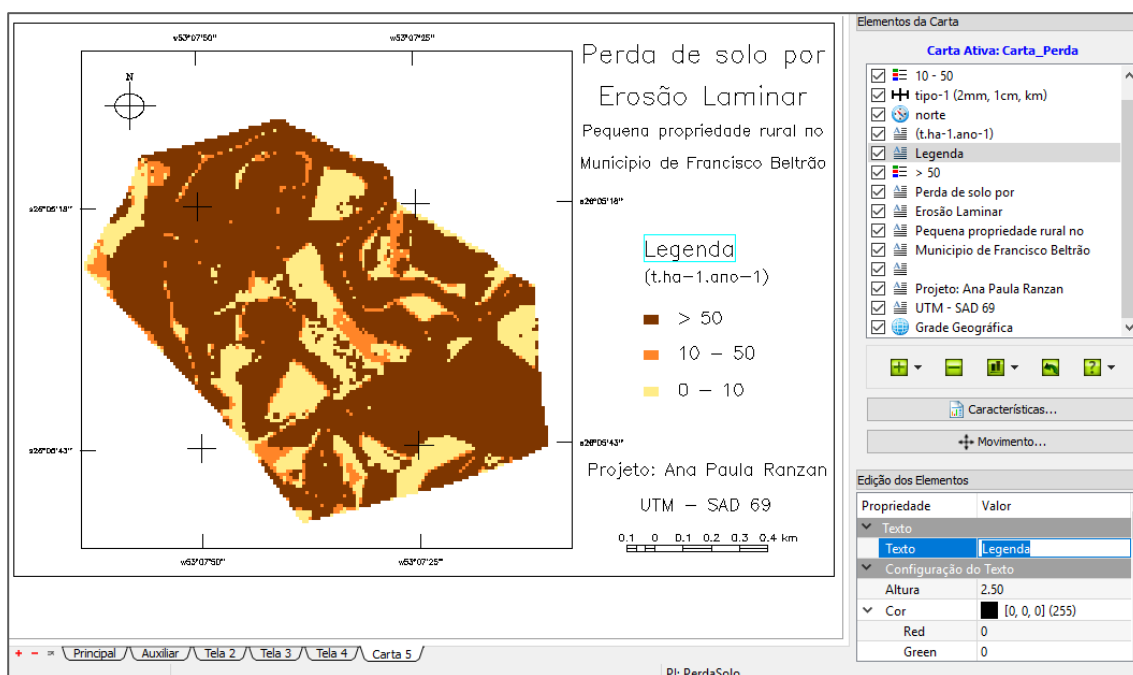 w53°07'50"
w53°07'25"
N
s26°05'18"
s26°05'18"
s26°05'43"
s26°05'43"
w53°07'50"
w53°07'25"
Perda de solo por
Erosão Laminar
Pequena propriedade rural no
Municipio de Francisco Beltrão
Legenda
(t.ha-1.ano-1)
> 50
10 - 50
0 - 10
Projeto: Ana Paula Ranzan
UTM - SAD 69
0.1 0 0.1 0.2 0.3 0.4 km
+ - Principal Auxiliar Tela 2 Tela 3 Tela 4 Carta 5
PI: PerdaSolo
Elementos da Carta
Carta Ativa: Carta_Perda
10 - 50
tipo-1 (2mm, 1cm, km)
norte
(t.ha-1.ano-1)
Legenda
> 50
Perda de solo por
Erosão Laminar
Pequena propriedade rural no
Municipio de Francisco Beltrão
Projeto: Ana Paula Ranzan
UTM - SAD 69
Grade Geográfica
Características...
Movimento...
Edição dos Elementos
Propriedade Valor
Texto
Texto Legenda
Configuração do Texto
Altura 2.50
Cor [0, 0, 0] (255)
Red 0
Green 0